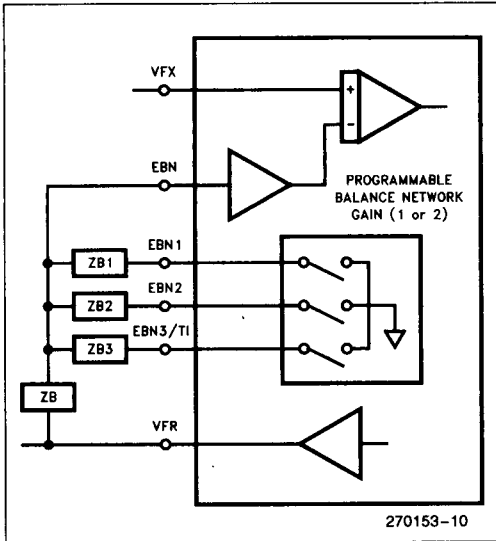 VFX
+
-
EBN
PROGRAMMABLE
BALANCE NETWORK
GAIN (1 or 2)
ZB1
EBN1
ZB2
EBN2
ZB3
EBN3/TI
ZB
VFR
270153-10